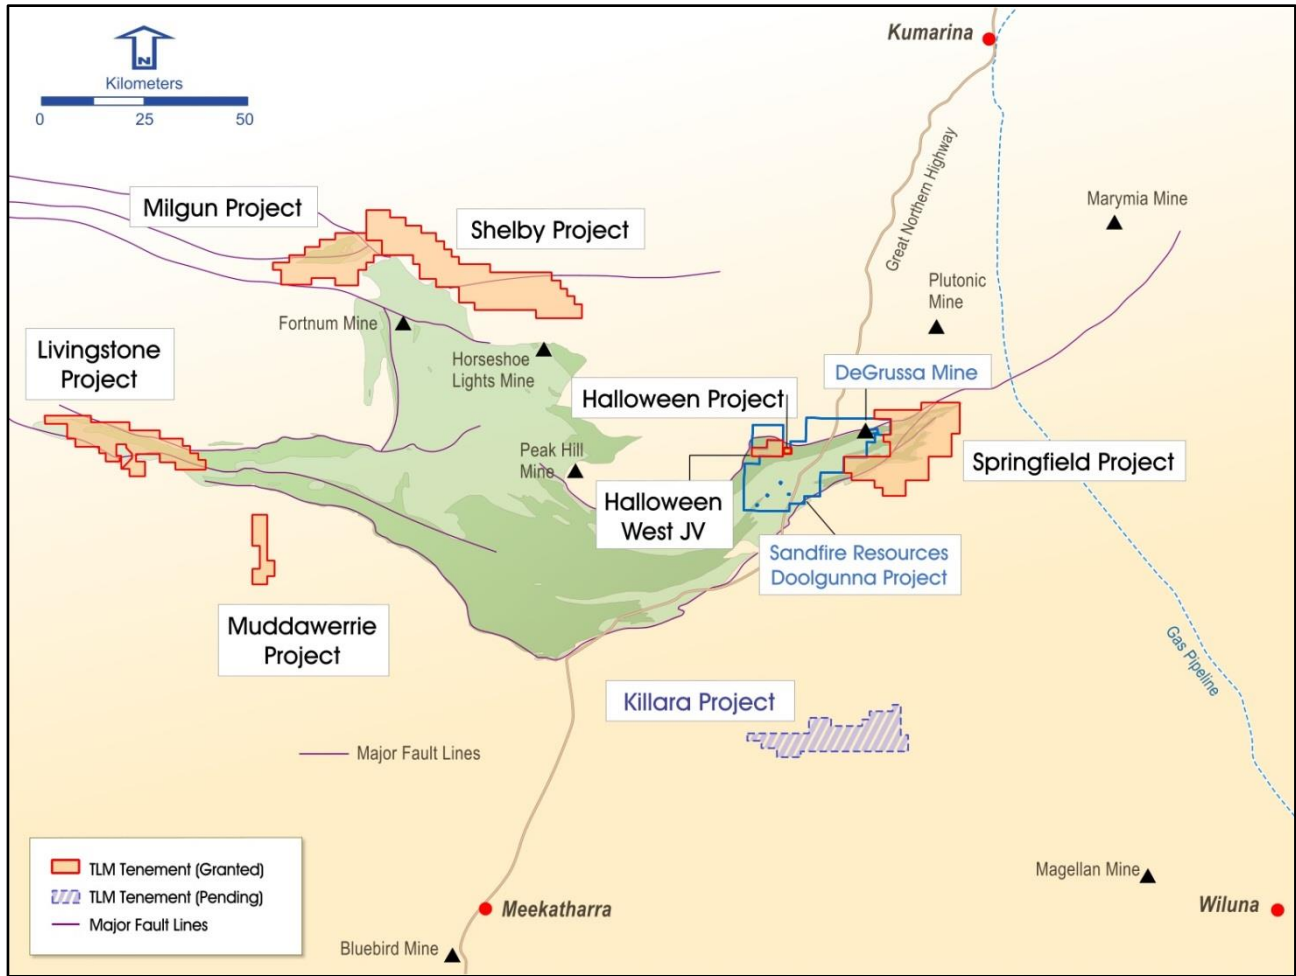 Kumarina
N
Kilometers
0 25 50
Great Northern Highway
Marymia Mine
Milgun Project
Shelby Project
Plutonic
Mine
Fortnum Mine
Livingstone
Project
Horseshoe
Lights Mine
DeGrussa Mine
Halloween Project
Peak Hill
Mine
Springfield Project
Halloween
West JV
Sandfire Resources
Doolgunna Project
Muddawerrie
Project
Gas Pipeline
Killara Project
Major Fault Lines
TLM Tenement (Granted)
TLM Tenement (Pending)
Major Fault Lines
Magellan Mine
Meekatharra
Wiluna
Bluebird Mine